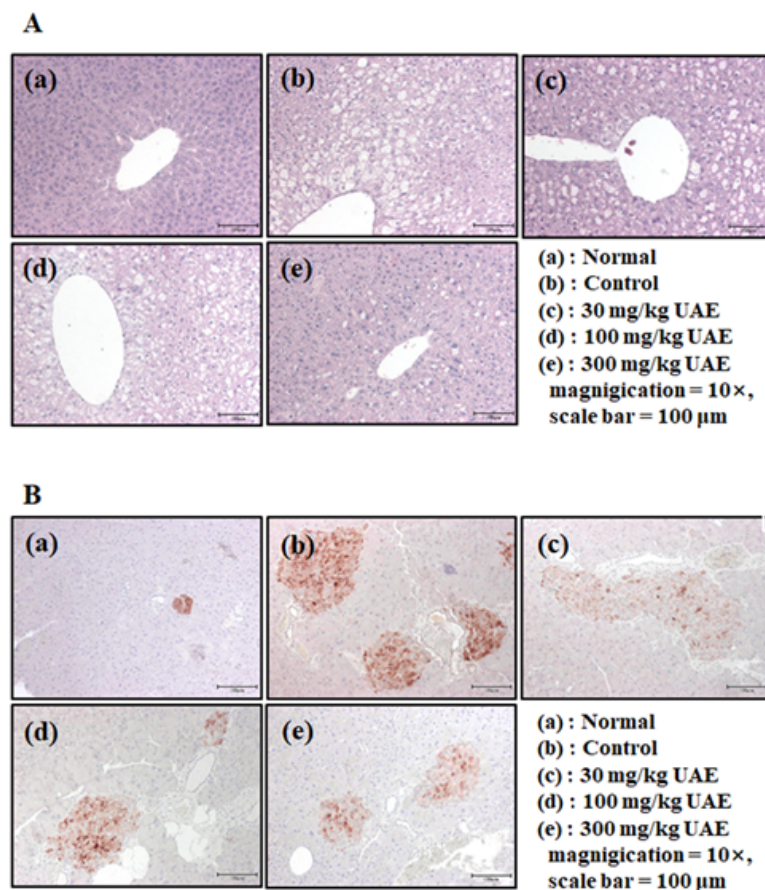 A
(a)
(b)
(c)
(d)
(e)
(a) : Normal
(b) : Control
(c) : 30 mg/kg UAE
(d) : 100 mg/kg UAE
(e) : 300 mg/kg UAE
magnigication = 10×,
scale bar = 100 μm
B
(a)
(b)
(c)
(d)
(e)
(a) : Normal
(b) : Control
(c) : 30 mg/kg UAE
(d) : 100 mg/kg UAE
(e) : 300 mg/kg UAE
magnigication = 10×,
scale bar = 100 μm